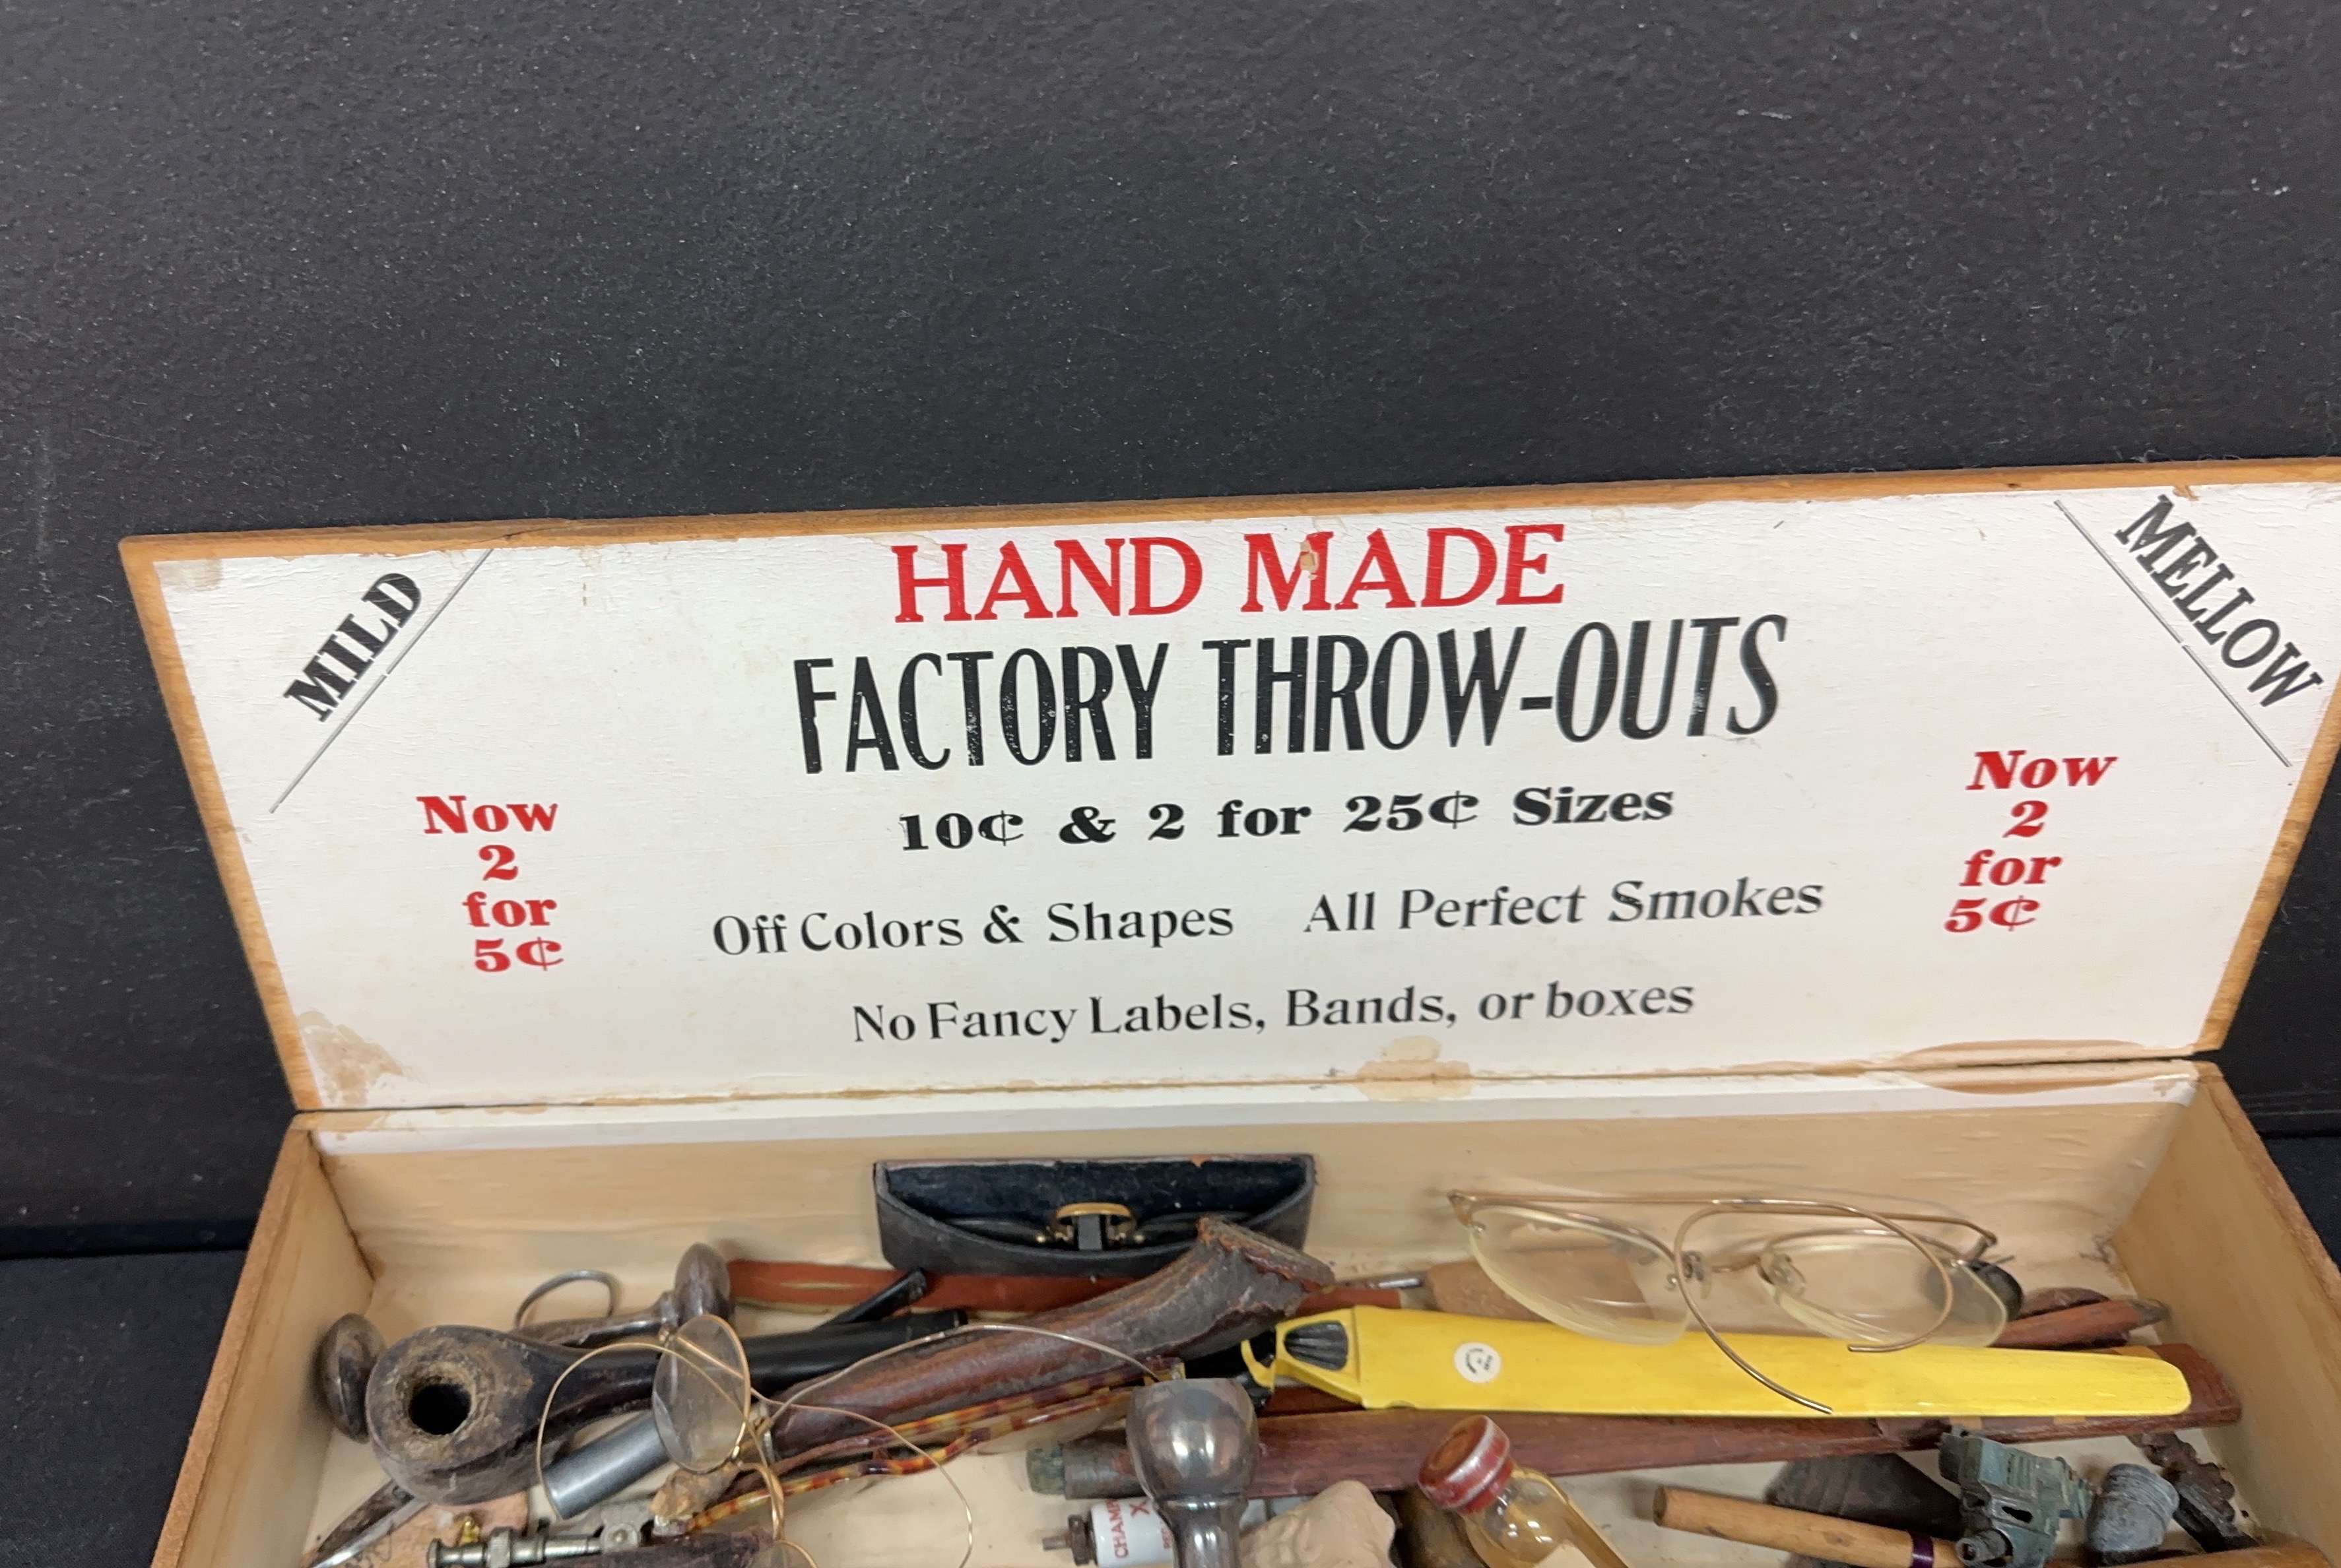 MILD
HAND MADE
MELLOW
FACTORY THROW-OUTS
Now
2
for
5¢
10¢ & 2 for 25¢ Sizes
Now
2
for
5¢
Off Colors & Shapes All Perfect Smokes
No Fancy Labels, Bands, or boxes
CHAMP
X